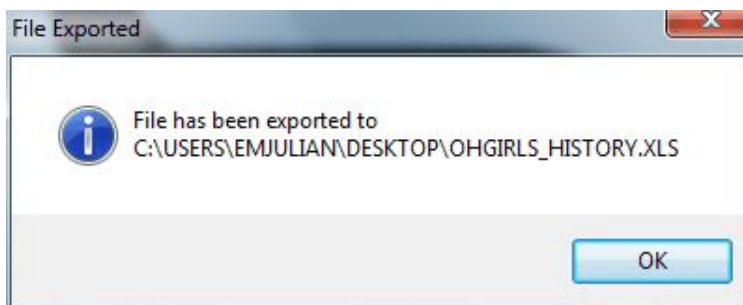 File Exported
File has been exported to
C:\USERS\EMJULIAN\DESKTOP\OHGIRLS_HISTORY.XLS
OK